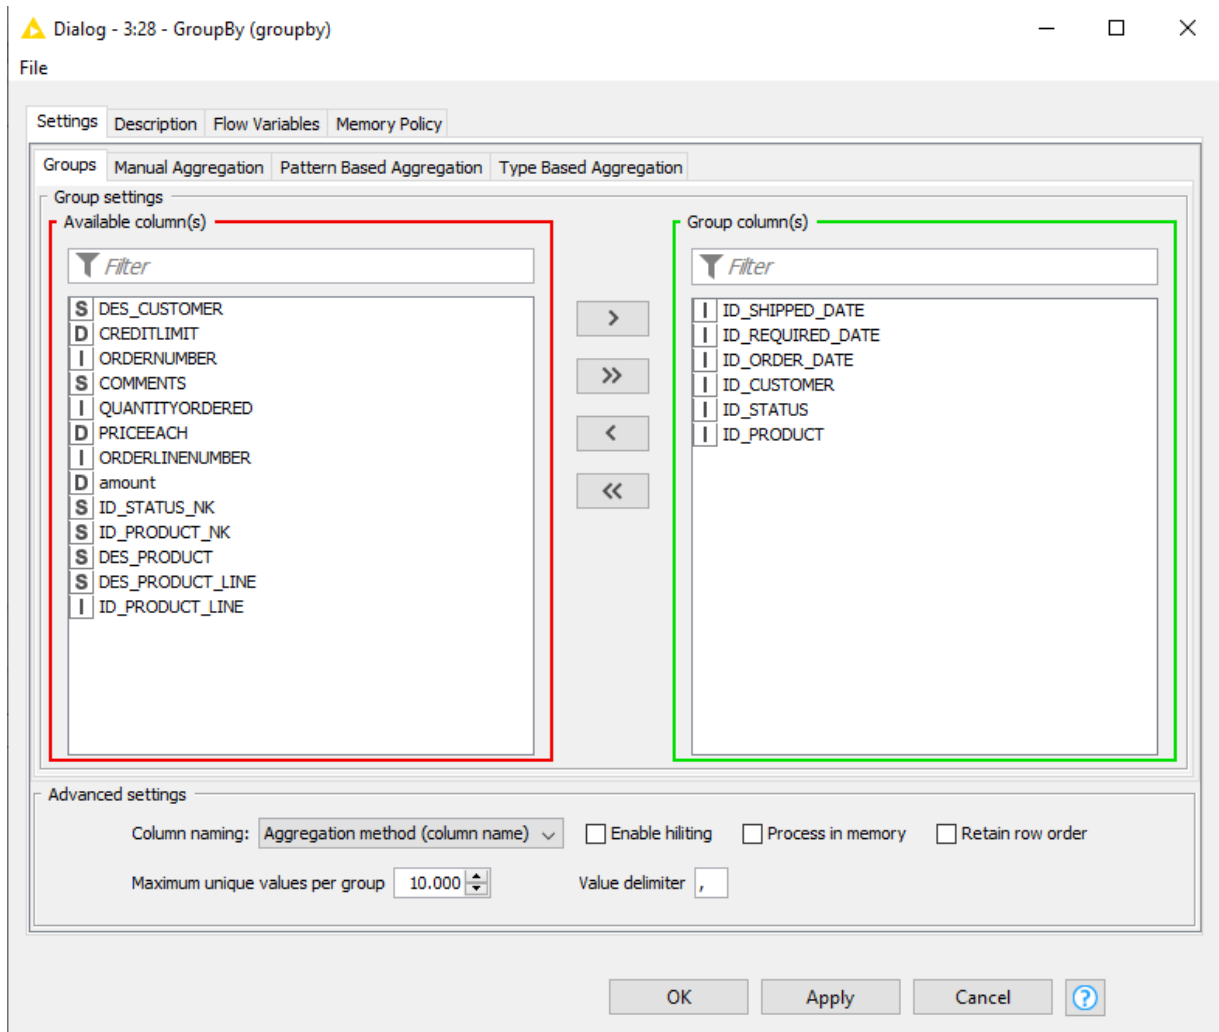 Dialog - 3:28 - GroupBy (groupby)
File
Settings Description Flow Variables Memory Policy
Groups Manual Aggregation Pattern Based Aggregation Type Based Aggregation
Group settings
Available column(s)
Filter
S DES_CUSTOMER
D CREDITLIMIT
I ORDERNUMBER
S COMMENTS
I QUANTITYORDERED
D PRICEEACH
I ORDERLINENUMBER
D amount
S ID_STATUS_NK
S ID_PRODUCT_NK
S DES_PRODUCT
S DES_PRODUCT_LINE
I ID_PRODUCT_LINE
>
>>
<
<<
Group column(s)
Filter
I ID_SHIPPED_DATE
I ID_REQUIRED_DATE
I ID_ORDER_DATE
I ID_CUSTOMER
I ID_STATUS
I ID_PRODUCT
Advanced settings
Column naming: Aggregation method (column name) Enable hiliting Process in memory Retain row order
Maximum unique values per group 10.000 Value delimiter ,
OK Apply Cancel ?